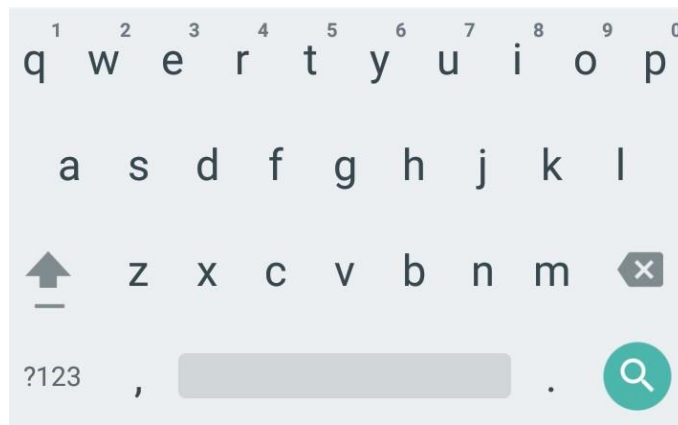 1 2 3 4 5 6 7 8 9 0
q w e r t y u i o p
a s d f g h j k l
z x c v b n m
?123 , .